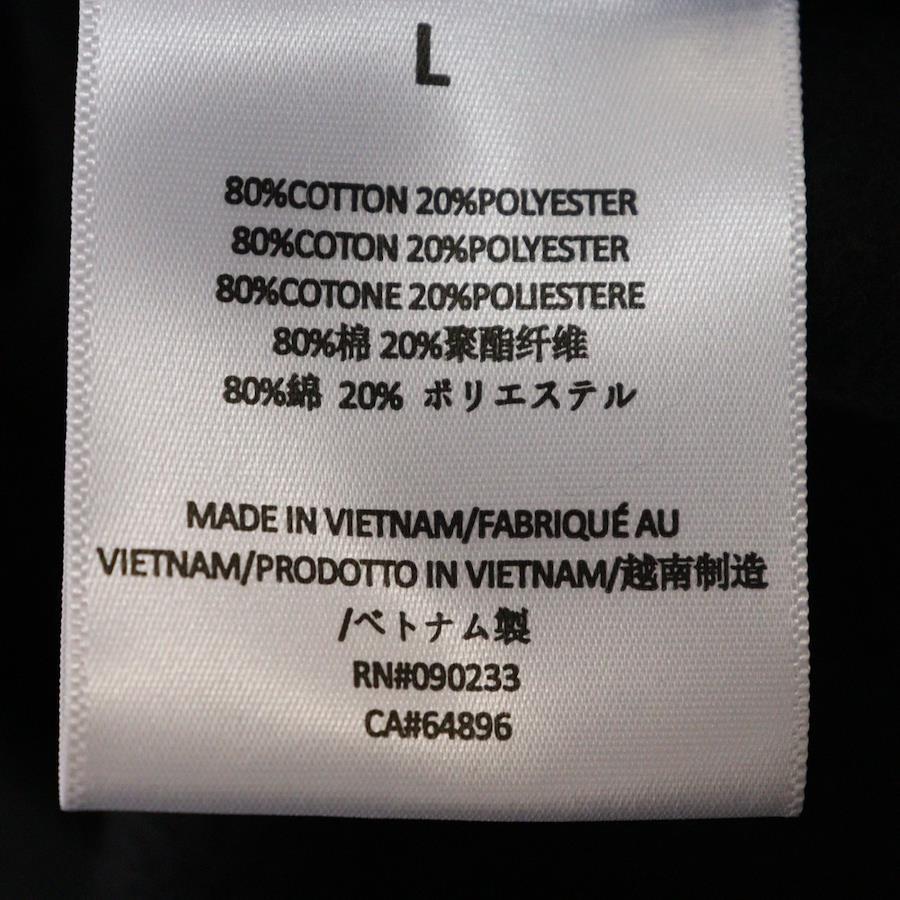 L
80%COTTON 20%POLYESTER
80%COTON 20%POLYESTER
80%COTONE 20%POLIESTERE
80%棉 20%聚酯纤维
80%綿 20% ポリエステル
MADE IN VIETNAM/FABRIQUÉ AU
VIETNAM/PRODOTTO IN VIETNAM/越南制造
/ベトナム製
RN#090233
CA#64896